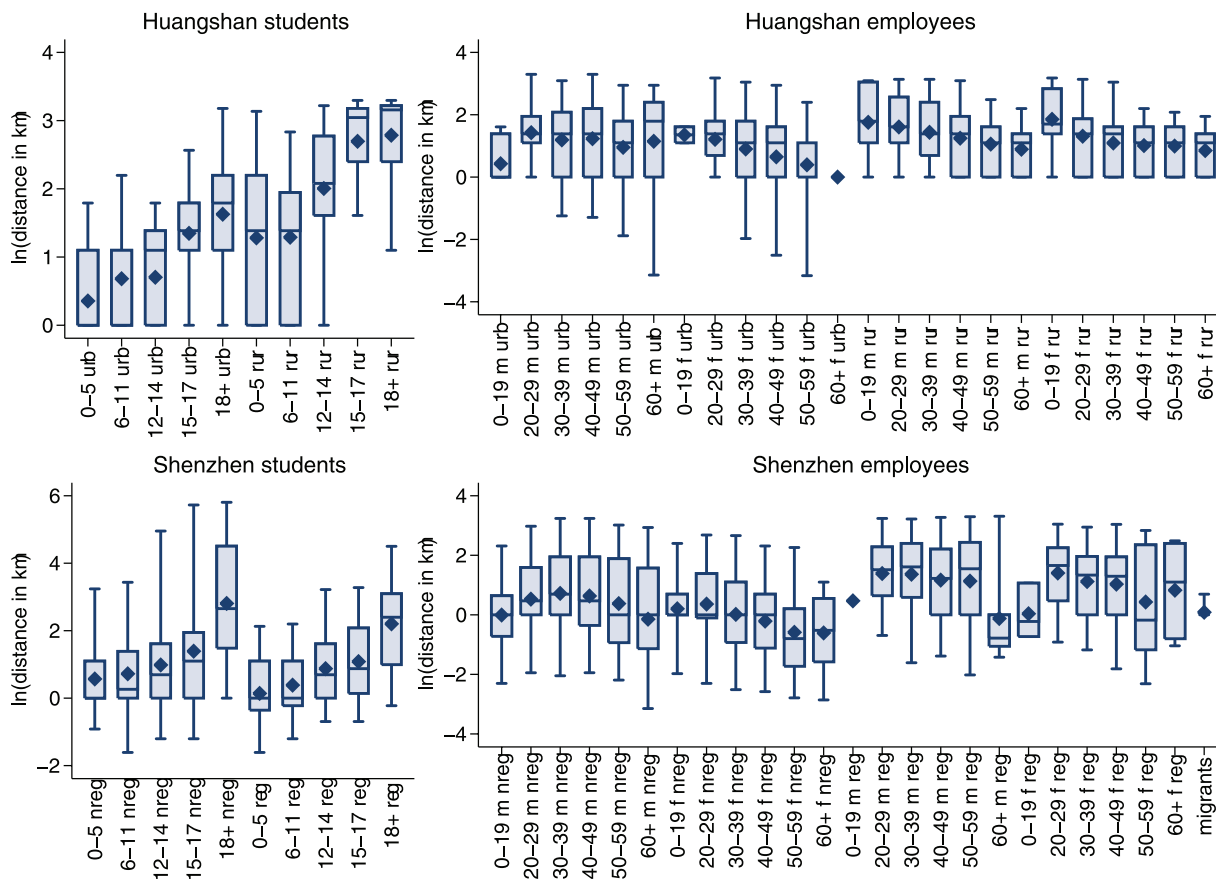 Huangshan students
ln(distance in km)
4
3
2
1
0
0–5 urb
6–11 urb
12–14 urb
15–17 urb
18+ urb
0–5 rur
6–11 rur
12–14 rur
15–17 rur
18+ rur
Huangshan employees
ln(distance in km)
4
2
0
−2
−4
0–19 m urb
20–29 m urb
30–39 m urb
40–49 m urb
50–59 m urb
60+ m urb
0–19 f urb
20–29 f urb
30–39 f urb
40–49 f urb
50–59 f urb
60+ f urb
0–19 m rur
20–29 m rur
30–39 m rur
40–49 m rur
50–59 m rur
60+ m rur
0–19 f rur
20–29 f rur
30–39 f rur
40–49 f rur
50–59 f rur
60+ f rur
Shenzhen students
ln(distance in km)
6
4
2
0
−2
0–5 nreg
6–11 nreg
12–14 nreg
15–17 nreg
18+ nreg
0–5 reg
6–11 reg
12–14 reg
15–17 reg
18+ reg
Shenzhen employees
ln(distance in km)
4
2
0
−2
−4
0–19 m nreg
20–29 m nreg
30–39 m nreg
40–49 m nreg
50–59 m nreg
60+ m nreg
0–19 f nreg
20–29 f nreg
30–39 f nreg
40–49 f nreg
50–59 f nreg
60+ f nreg
0–19 m reg
20–29 m reg
30–39 m reg
40–49 m reg
50–59 m reg
60+ m reg
0–19 f reg
20–29 f reg
30–39 f reg
40–49 f reg
50–59 f reg
60+ f reg
migrants